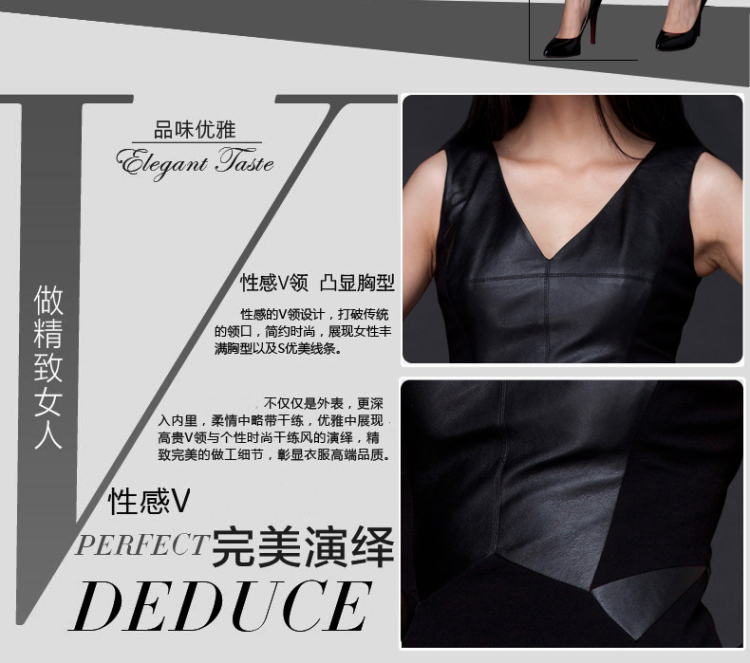 品味优雅
Elegant Taste
做精致女人
性感V领 凸显胸型
性感的V领设计，打破传统
的领口，简约时尚，展现女性丰
满胸型以及S优美线条。
不仅仅是外表，更深
入内里，柔情中略带干练，优雅中展现
高贵V领与个性时尚干练风的演绎，精
致完美的做工细节，彰显衣服高端品质。
性感V
PERFECT完美演绎
DEDUCE